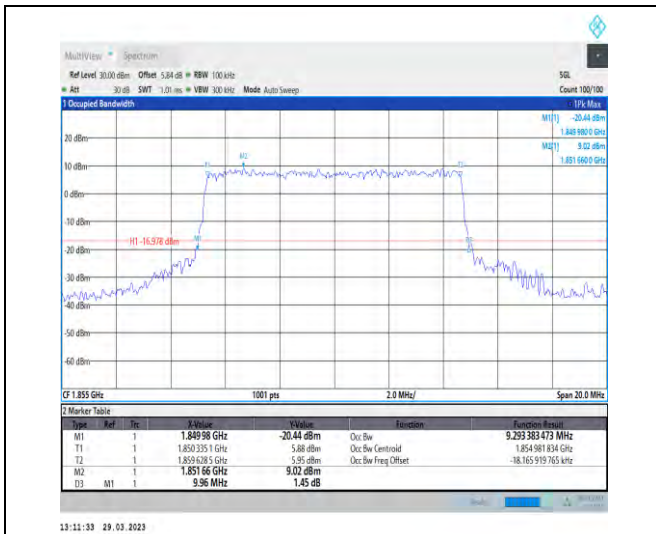 MultiView Spectrum
Ref Level 30.00 dBm Offset 5.84 dB RBW 100 kHz SGL
Att 30 dB SWT 1.01 ms VBW 300 kHz Mode Auto Sweep Count 100/100
1 Occupied Bandwidth 1Pk Max
M1[1] -20.44 dBm
1.849 980 0 GHz
M2[1] 9.02 dBm
1.851 660 0 GHz
20 dBm
10 dBm
0 dBm
-10 dBm
-20 dBm
-30 dBm
-40 dBm
-50 dBm
-60 dBm
M2
T1
H1 -16.978 dBm
M1
CF 1.855 GHz 1001 pts 2.0 MHz/ Span 20.0 MHz
2 Marker Table
Type Ref Trc X-Value Y-Value Function Function Result
M1 1 1.849 98 GHz -20.44 dBm Occ Bw 9.293 383 473 MHz
T1 1 1.850 335 1 GHz 5.88 dBm Occ Bw Centroid 1.854 981 834 GHz
T2 1 1.859 628 5 GHz 5.95 dBm Occ Bw Freq Offset -18.165 919 765 kHz
M2 1 1.851 66 GHz 9.02 dBm
D3 M1 1 9.96 MHz 1.45 dB
13:11:33 29.03.2023